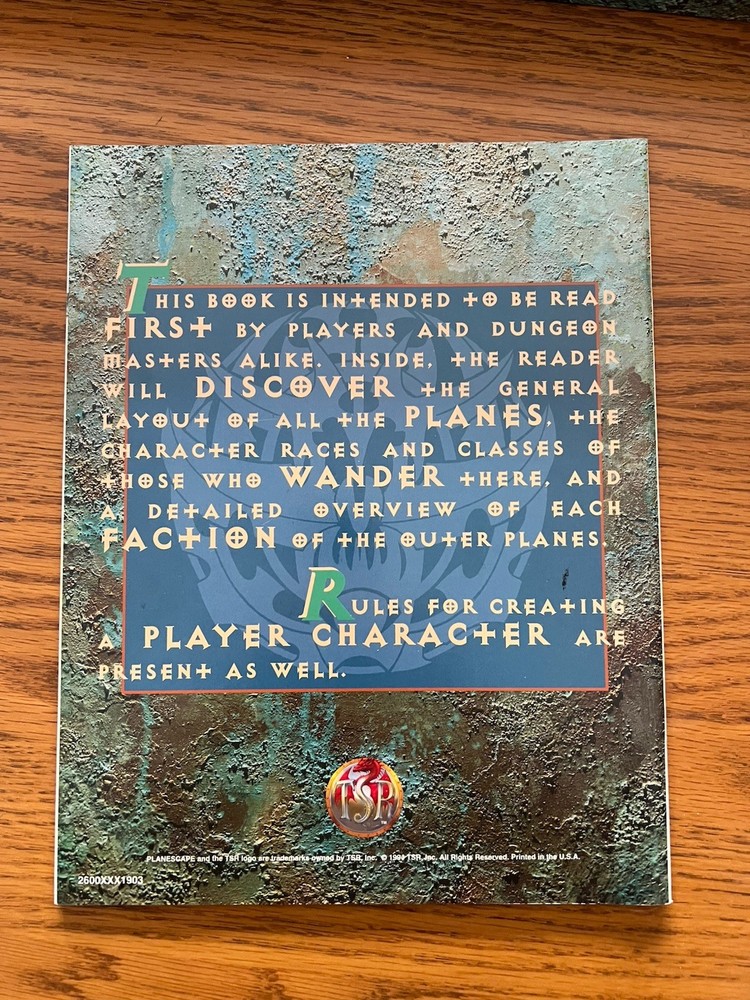 THIS BOOK IS INTENDED TO BE READ
FIRST BY PLAYERS AND DUNGEON
MASTERS ALIKE. INSIDE, THE READER
WILL DISCOVER THE GENERAL
LAYOUT OF ALL THE PLANES, THE
CHARACTER RACES AND CLASSES OF
THOSE WHO WANDER THERE, AND
A DETAILED OVERVIEW OF EACH
FACTION OF THE OUTER PLANES.
RULES FOR CREATING
A PLAYER CHARACTER ARE
PRESENT AS WELL.
TSR
PLANESCAPE and the TSR logo are trademarks owned by TSR, Inc. © 1994 TSR, Inc. All Rights Reserved. Printed in the U.S.A.
2600XXX1903